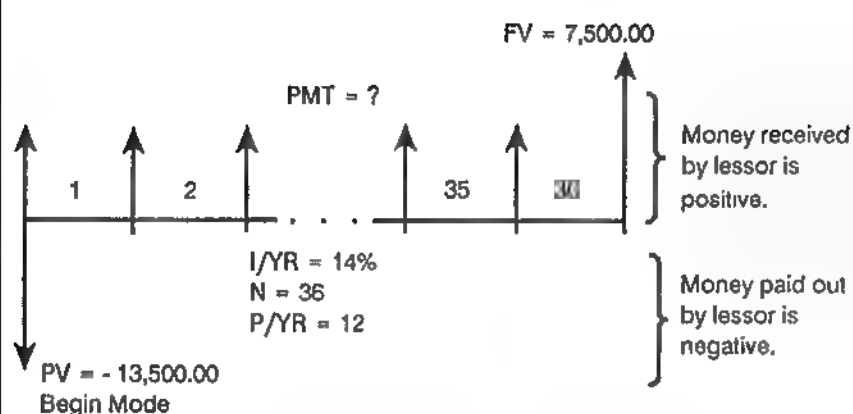 FV = 7,500.00
PMT = ?
Money received
by lessor is
positive.
1
2
. . .
35
I/YR = 14%
N = 36
P/YR = 12
Money paid out
by lessor is
negative.
PV = - 13,500.00
Begin Mode